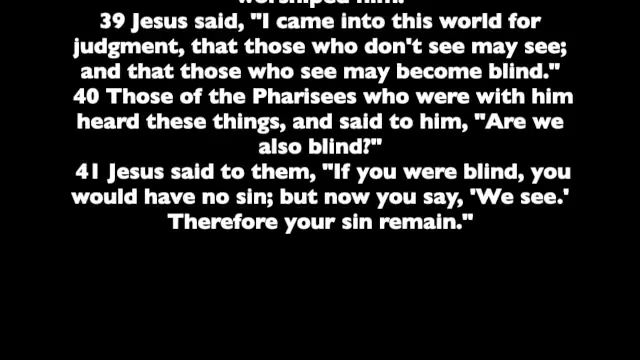 worshiped him.
39 Jesus said, "I came into this world for
judgment, that those who don't see may see;
and that those who see may become blind."
40 Those of the Pharisees who were with him
heard these things, and said to him, "Are we
also blind?"
41 Jesus said to them, "If you were blind, you
would have no sin; but now you say, 'We see.'
Therefore your sin remain."